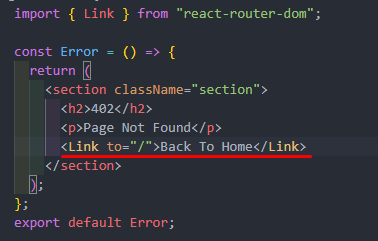 import { Link } from "react-router-dom";
const Error = () => {
return (
<section className="section">
<h2>402</h2>
<p>Page Not Found</p>
<Link to="/">Back To Home</Link>
</section>
);
};
export default Error;